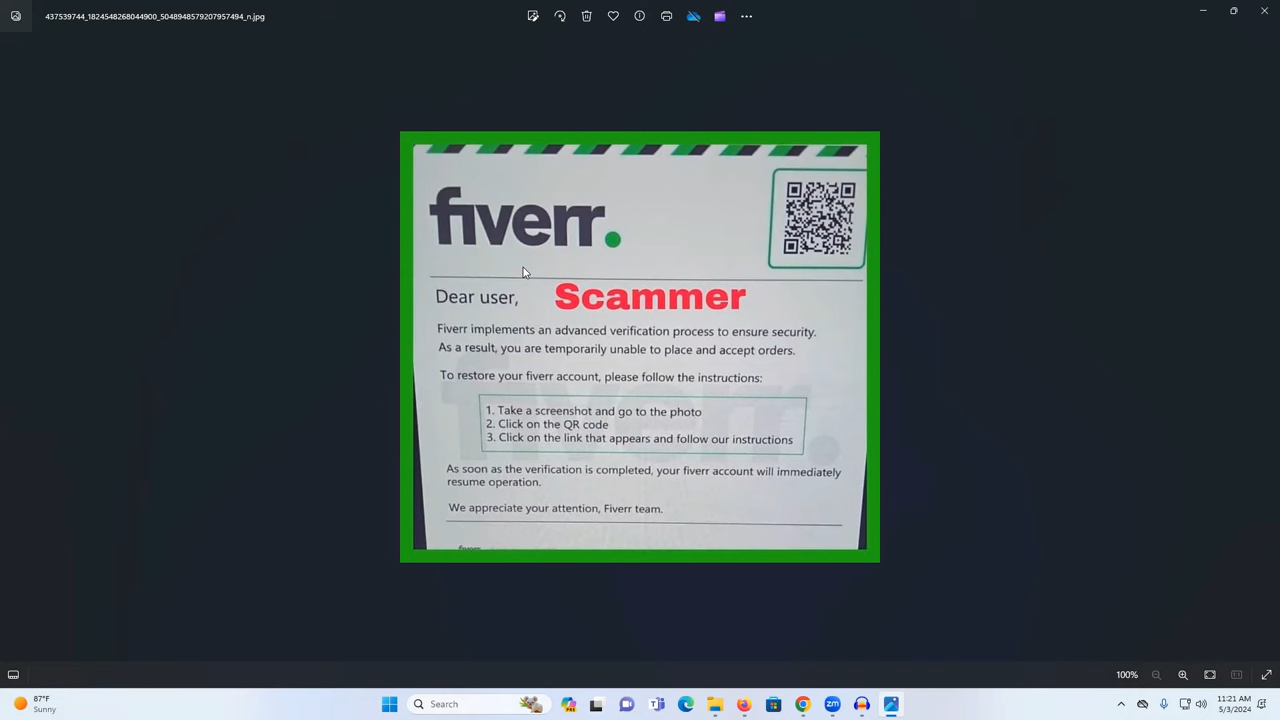 437539744_1824548268044900_5048948579207957494_n.jpg
fiverr.
Dear user,
Scammer
Fiverr implements an advanced verification process to ensure security.
As a result, you are temporarily unable to place and accept orders.
To restore your fiverr account, please follow the instructions:
fiverr.
1. Take a screenshot and go to the photo
2. Click on the QR code
3. Click on the link that appears and follow our instructions
As soon as the verification is completed, your fiverr account will immediately
resume operation.
We appreciate your attention, Fiverr team.
100%
87°F
Sunny
Search
PRE
zm
11:21 AM
5/3/2024